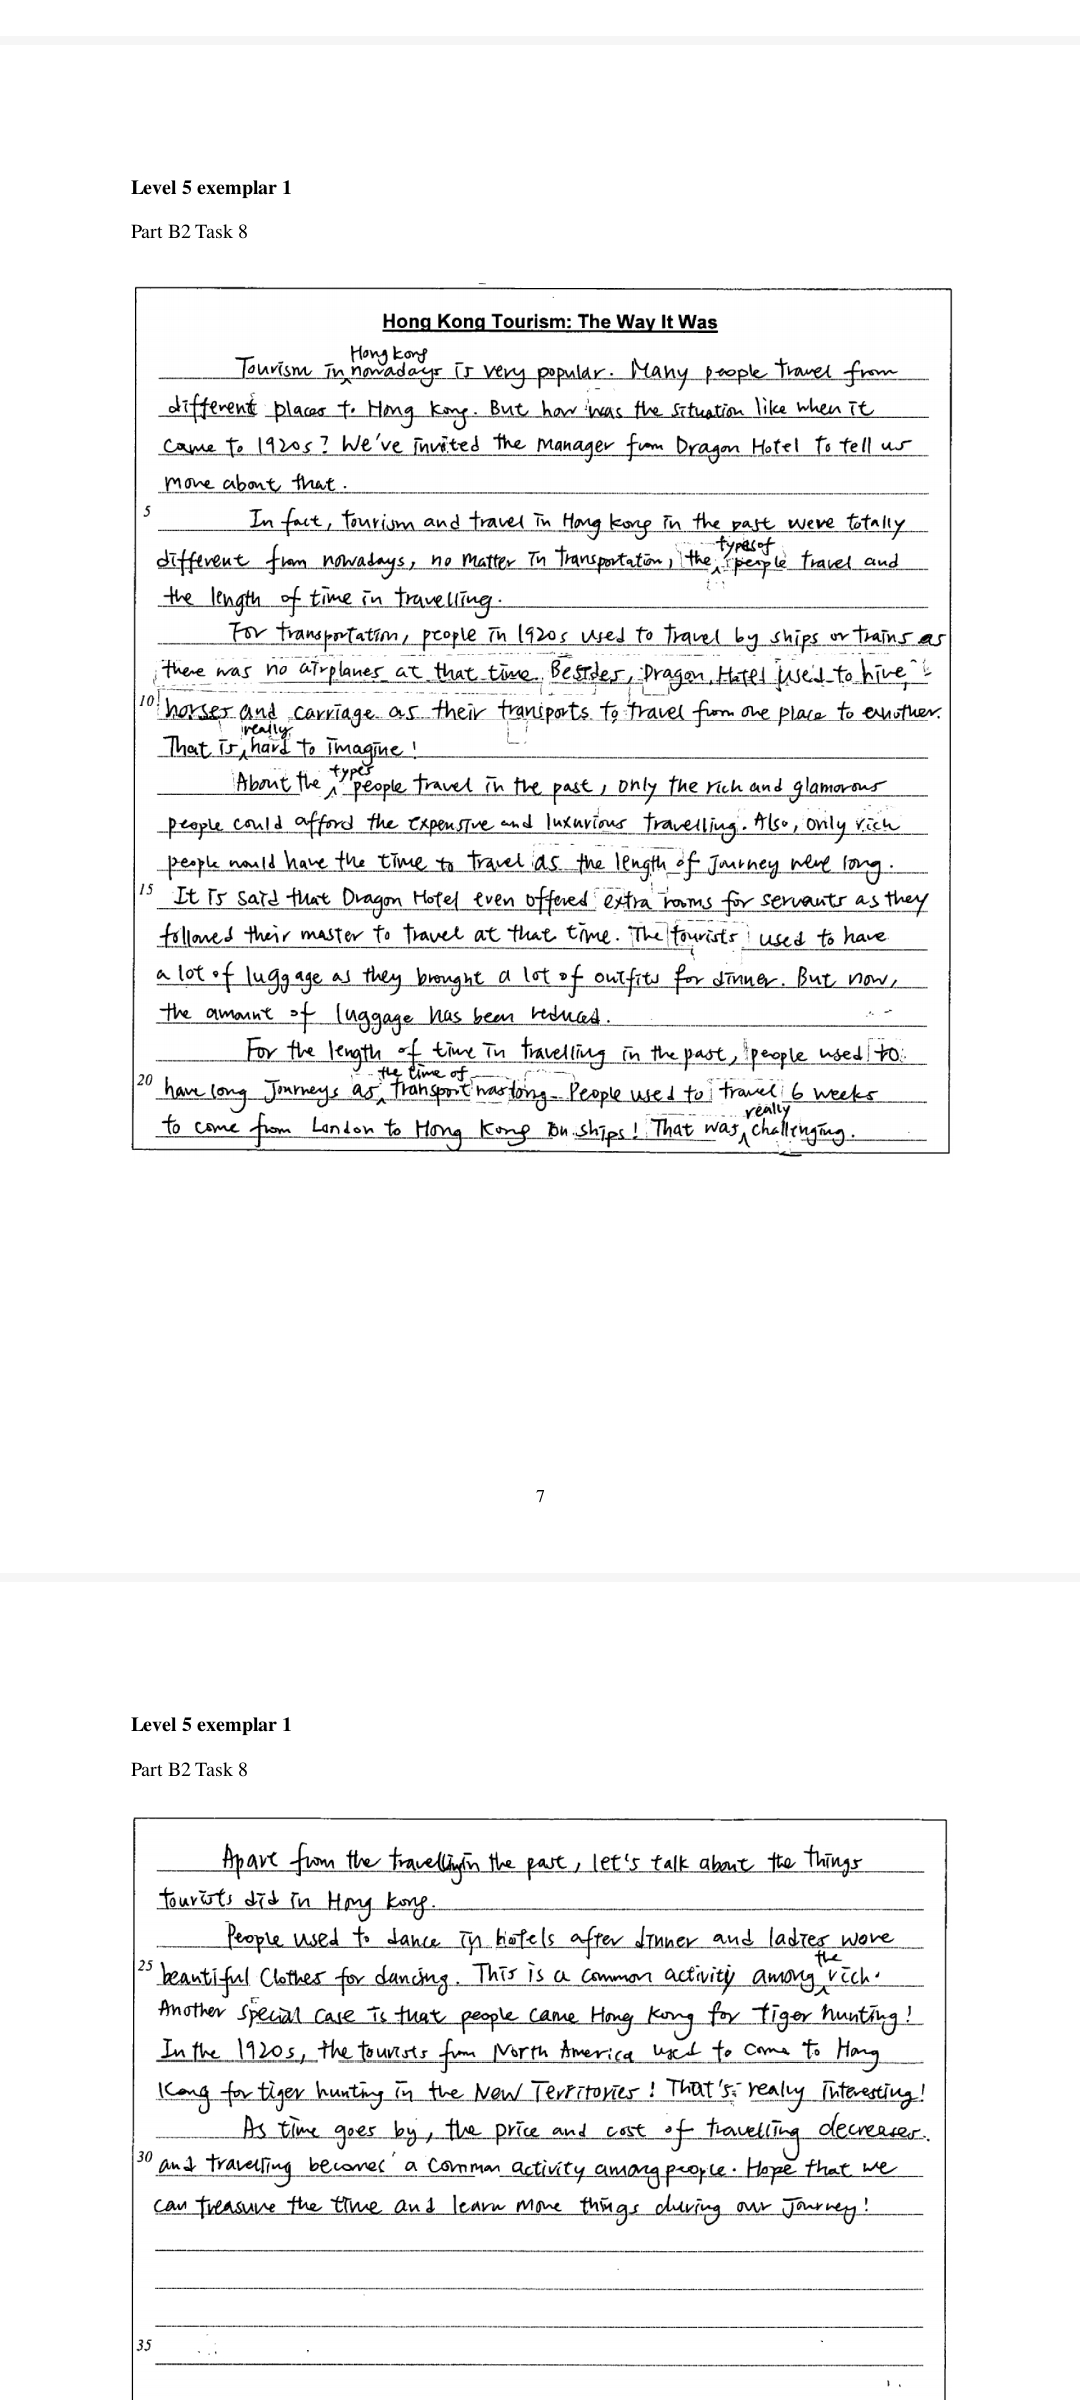 Level 5 exemplar 1
Part B2 Task 8
Hong Kong Tourism: The Way It Was
Tourism in Hong Kong nowadays is very popular. Many people travel from
different places to Hong Kong. But how was the situation like when it
came to 1920s? We've invited the manager from Dragon Hotel to tell us
more about that.
5
In fact, tourism and travel in Hong Kong in the past were totally
different from nowadays, no matter in transportation, the types of people travel and
the length of time in travelling.
For transportation, people in 1920s used to travel by ships or trains as
there was no airplanes at that time. Besides, Dragon Hotel used to hive
10 horses and carriage as their transports to travel from one place to another.
That is really hard to imagine!
About the types people travel in the past, only the rich and glamorous
people could afford the expensive and luxurious travelling. Also, only rich
people would have the time to travel as the length of journey were long.
15 It is said that Dragon Hotel even offered extra rooms for servants as they
followed their master to travel at that time. The tourists used to have
a lot of luggage as they brought a lot of outfits for dinner. But now,
the amount of luggage has been reduced.
For the length of time in travelling in the past, people used to
20 have long journeys as the time of transport was long. People used to travel 6 weeks
to come from London to Hong Kong on ships! That was really challenging.
7
Level 5 exemplar 1
Part B2 Task 8
Apart from the travelling in the past, let's talk about the things
tourists did in Hong Kong.
People used to dance in hotels after dinner and ladies wore
25 beautiful clothes for dancing. This is a common activity among the rich.
Another special case is that people came Hong Kong for tiger hunting!
In the 1920s, the tourists from North America used to come to Hong
Kong for tiger hunting in the New Territories! That's really interesting!
As time goes by, the price and cost of travelling decreases
30 and travelling becomes a common activity among people. Hope that we
can treasure the time and learn more things during our journey!
35